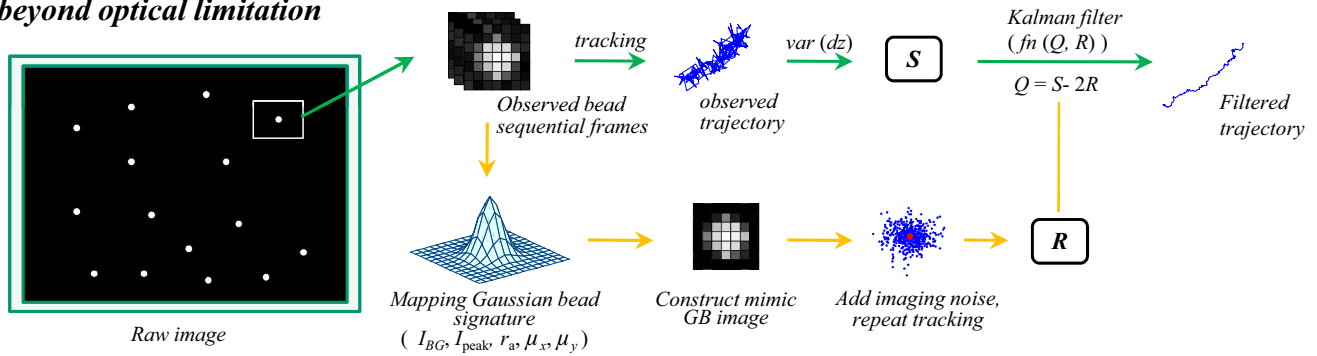 beyond optical limitation
Raw image
Observed bead
sequential frames
tracking
observed
trajectory
var (dz)
S
Kalman filter
( fn (Q, R) )
Q = S- 2R
Filtered
trajectory
Mapping Gaussian bead
signature
( I_BG, I_peak, r_a, μ_x, μ_y)
Construct mimic
GB image
Add imaging noise,
repeat tracking
R